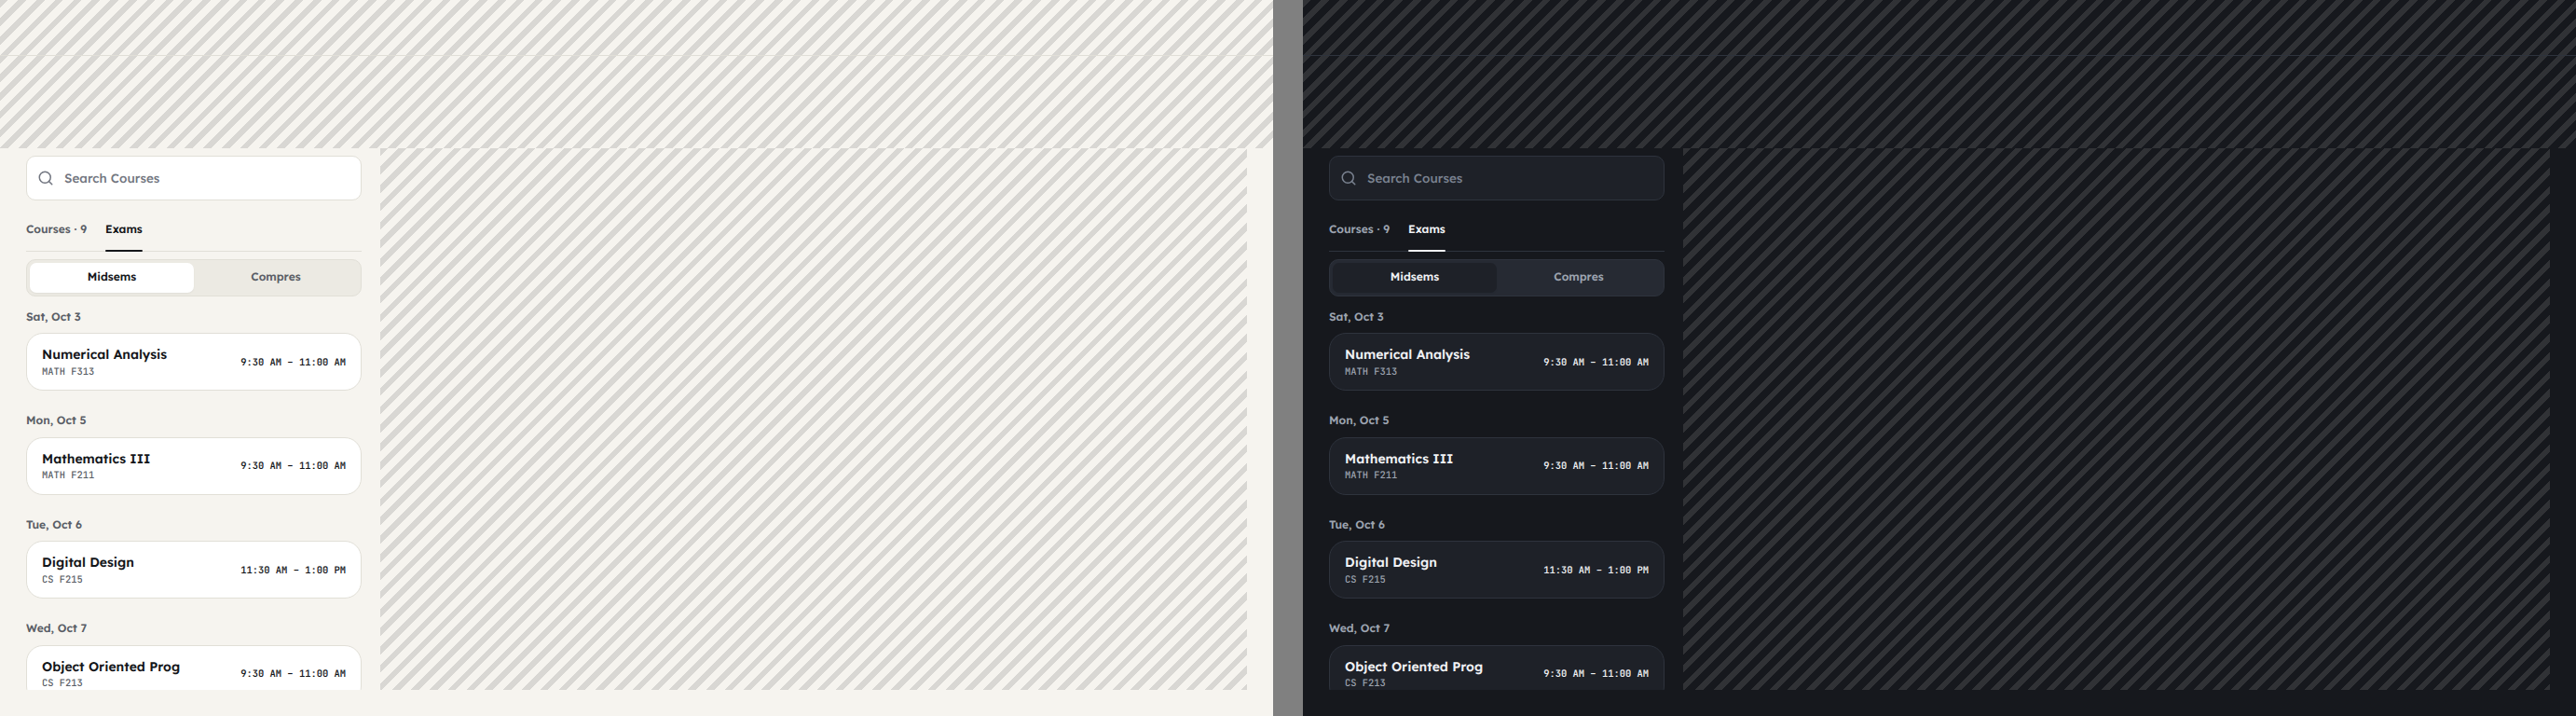 Search Courses
Courses · 9 Exams
Midsems Compres
Sat, Oct 3
Numerical Analysis
MATH F313
9:30 AM – 11:00 AM
Mon, Oct 5
Mathematics III
MATH F211
9:30 AM – 11:00 AM
Tue, Oct 6
Digital Design
CS F215
11:30 AM – 1:00 PM
Wed, Oct 7
Object Oriented Prog
CS F213
9:30 AM – 11:00 AM
Search Courses
Courses · 9 Exams
Midsems Compres
Sat, Oct 3
Numerical Analysis
MATH F313
9:30 AM – 11:00 AM
Mon, Oct 5
Mathematics III
MATH F211
9:30 AM – 11:00 AM
Tue, Oct 6
Digital Design
CS F215
11:30 AM – 1:00 PM
Wed, Oct 7
Object Oriented Prog
CS F213
9:30 AM – 11:00 AM